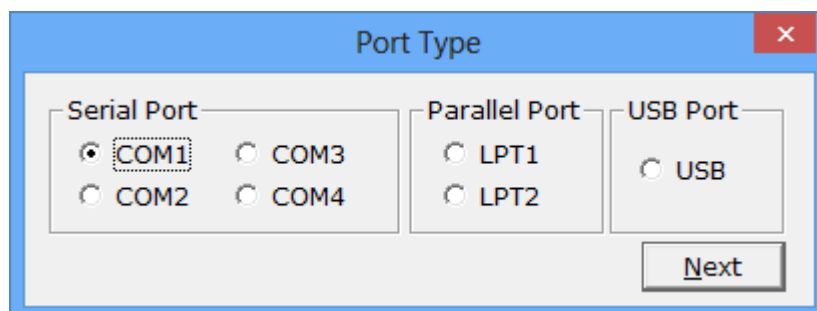 Port Type
Serial Port
COM1 COM3
COM2 COM4
Parallel Port
LPT1
LPT2
USB Port
USB
Next